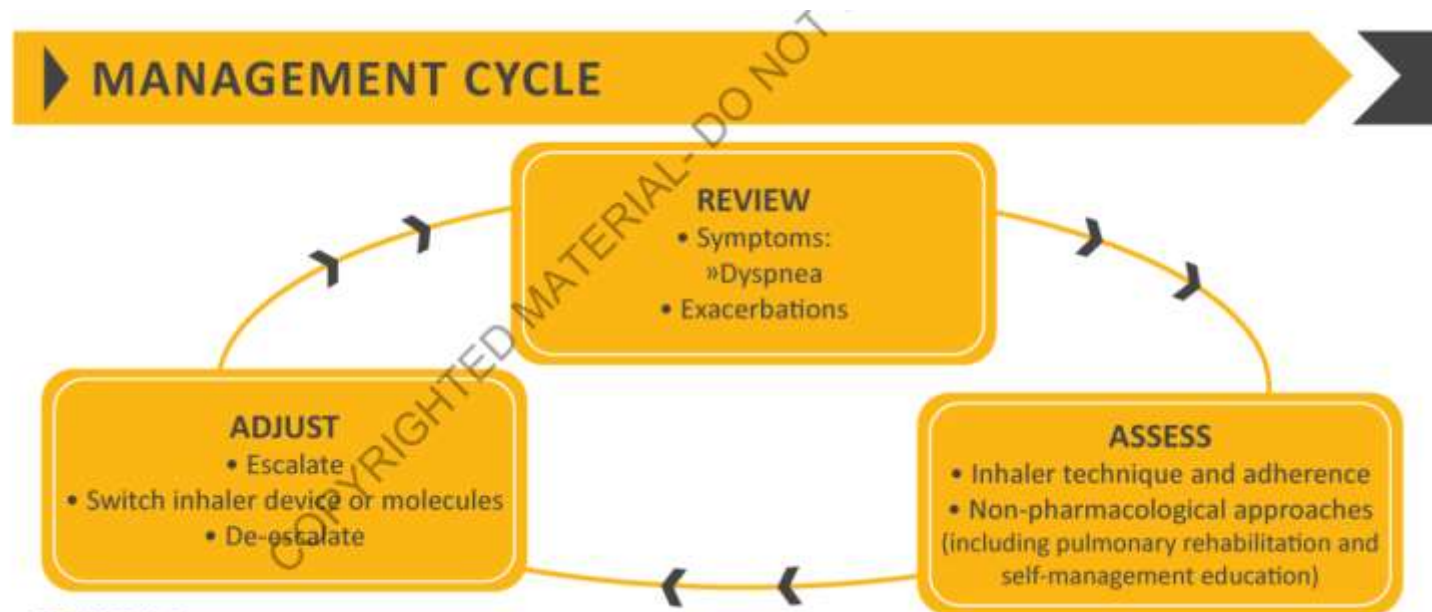 MANAGEMENT CYCLE
REVIEW
• Symptoms:
»Dyspnea
• Exacerbations
ADJUST
• Escalate
• Switch inhaler device or molecules
• De-escalate
ASSESS
• Inhaler technique and adherence
• Non-pharmacological approaches
(including pulmonary rehabilitation and
self-management education)
COPYRIGHTED MATERIAL- DO NOT